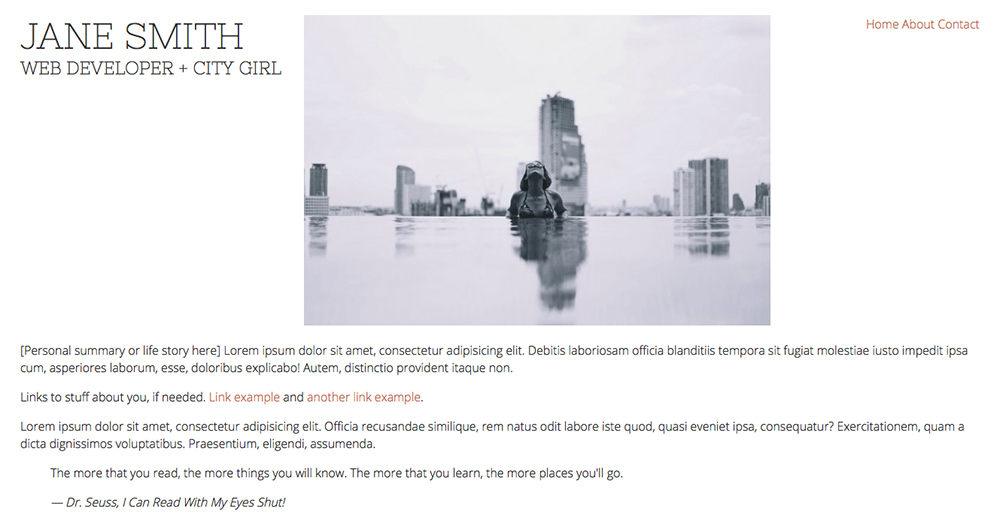 JANE SMITH
WEB DEVELOPER + CITY GIRL
Home About Contact
[Personal summary or life story here] Lorem ipsum dolor sit amet, consectetur adipisicing elit. Debitis laboriosam officia blanditiis tempora sit fugiat molestiae iusto impedit ipsa
cum, asperiores laborum, esse, doloribus explicabo! Autem, distinctio provident itaque non.
Links to stuff about you, if needed. Link example and another link example.
Lorem ipsum dolor sit amet, consectetur adipisicing elit. Officia recusandae similique, rem natus odit labore iste quod, quasi eveniet ipsa, consequatur? Exercitationem, quam a
dicta dignissimos voluptatibus. Praesentium, eligendi, assumenda.
The more that you read, the more things you will know. The more that you learn, the more places you'll go.
— Dr. Seuss, I Can Read With My Eyes Shut!